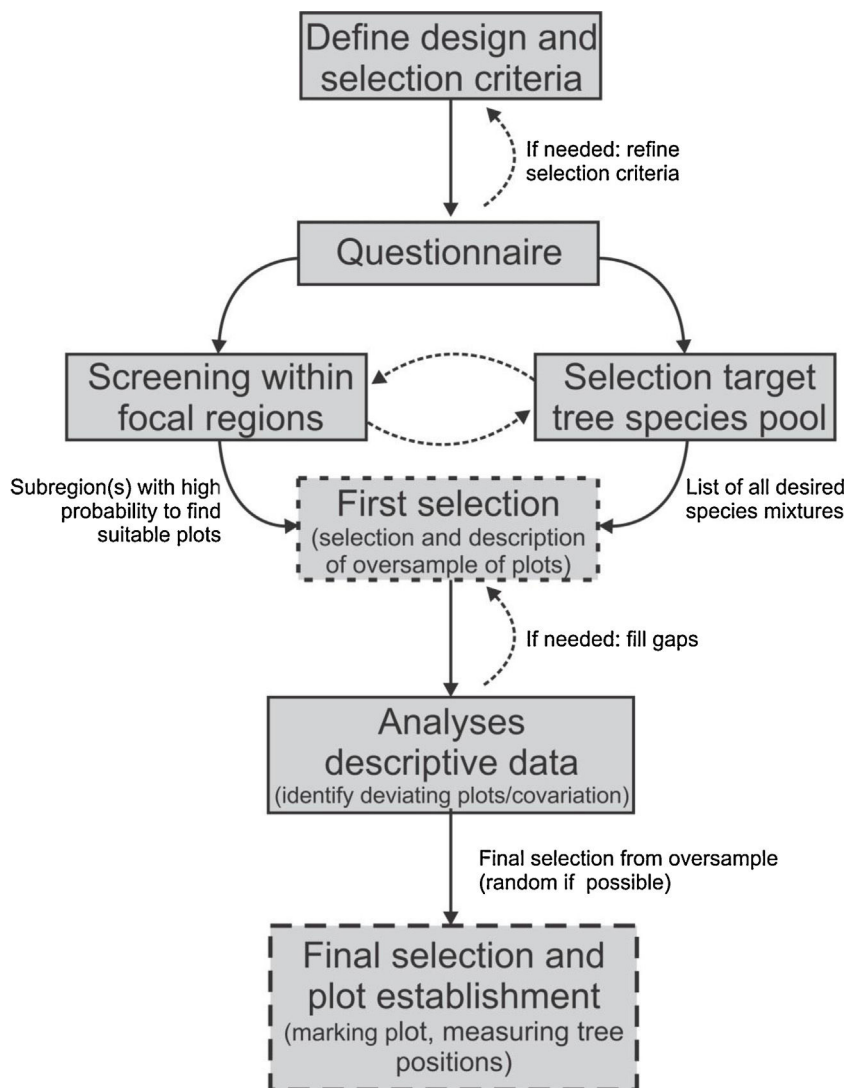 Define design and
selection criteria
If needed: refine
selection criteria
Questionnaire
Screening within
focal regions
Selection target
tree species pool
Subregion(s) with high
probability to find
suitable plots
First selection
(selection and description
of oversample of plots)
List of all desired
species mixtures
If needed: fill gaps
Analyses
descriptive data
(identify deviating plots/covariation)
Final selection from oversample
(random if possible)
Final selection and
plot establishment
(marking plot, measuring tree
positions)